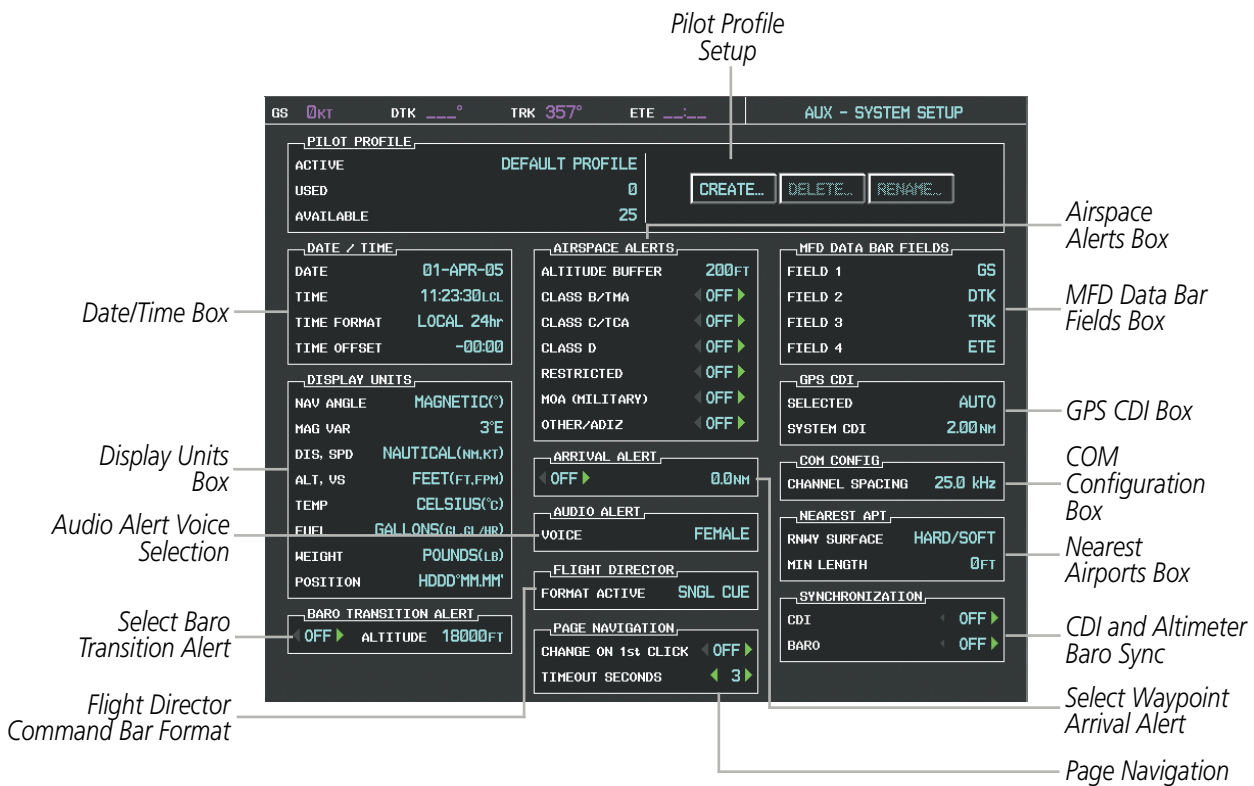 Pilot Profile
Setup
GS 0KT DTK ___° TRK 357° ETE __:__ AUX - SYSTEM SETUP
PILOT PROFILE
ACTIVE DEFAULT PROFILE
USED 0
AVAILABLE 25
CREATE… DELETE… RENAME…
Airspace
Alerts Box
DATE / TIME
DATE 01-APR-05
TIME 11:23:30LCL
TIME FORMAT LOCAL 24hr
TIME OFFSET -00:00
Date/Time Box
AIRSPACE ALERTS
ALTITUDE BUFFER 200FT
CLASS B/TMA OFF
CLASS C/TCA OFF
CLASS D OFF
RESTRICTED OFF
MOA (MILITARY) OFF
OTHER/ADIZ OFF
MFD DATA BAR FIELDS
FIELD 1 GS
FIELD 2 DTK
FIELD 3 TRK
FIELD 4 ETE
MFD Data Bar
Fields Box
DISPLAY UNITS
NAV ANGLE MAGNETIC(°)
MAG VAR 3°E
DIS, SPD NAUTICAL(NM,KT)
ALT, VS FEET(FT,FPM)
TEMP CELSIUS(°C)
FUEL GALLONS(GL,GL/HR)
WEIGHT POUNDS(LB)
POSITION HDDD°MM.MM'
Display Units
Box
GPS CDI
SELECTED AUTO
SYSTEM CDI 2.00NM
GPS CDI Box
ARRIVAL ALERT
OFF 0.0NM
COM CONFIG
CHANNEL SPACING 25.0 kHz
COM
Configuration
Box
AUDIO ALERT
VOICE FEMALE
Audio Alert Voice
Selection
NEAREST APT
RNWY SURFACE HARD/SOFT
MIN LENGTH 0FT
Nearest
Airports Box
FLIGHT DIRECTOR
FORMAT ACTIVE SNGL CUE
BARO TRANSITION ALERT
OFF ALTITUDE 18000FT
Select Baro
Transition Alert
PAGE NAVIGATION
CHANGE ON 1st CLICK OFF
TIMEOUT SECONDS 3
SYNCHRONIZATION
CDI OFF
BARO OFF
CDI and Altimeter
Baro Sync
Flight Director
Command Bar Format
Select Waypoint
Arrival Alert
Page Navigation